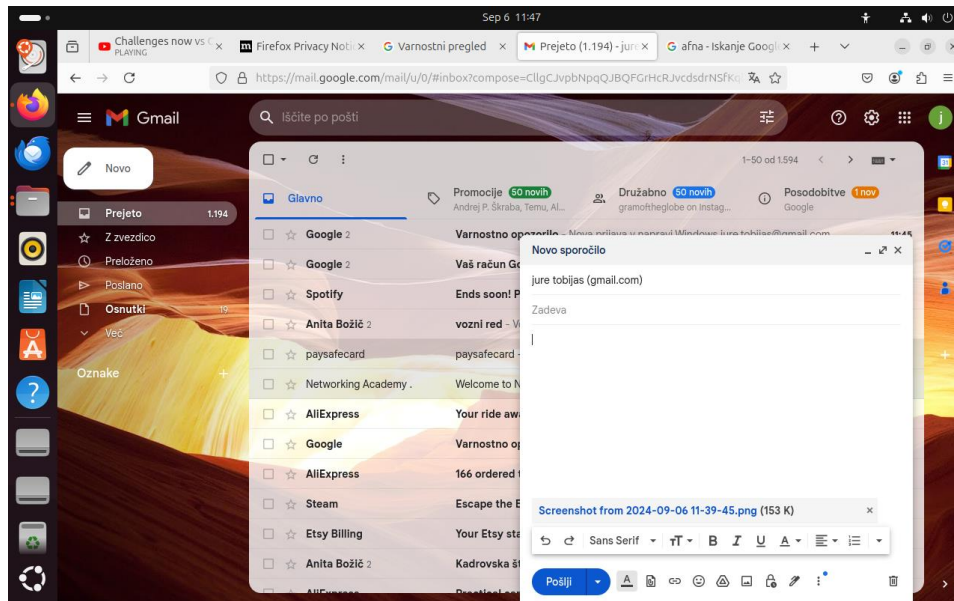 Sep 6 11:47
Challenges now vs C
PLAYING
Firefox Privacy Notic
Varnostni pregled
Prejeto (1.194) - jure
afna - Iskanje Googl
https://mail.google.com/mail/u/0/#inbox?compose=
Gmail
Iščite po pošti
j
Novo
1–50 od 1.594
Glavno
Promocije 50 novih
Andrej P. Škraba, Temu, Al...
Družabno 50 novih
gramoftheglobe on Instag...
Posodobitve 1 nov
Google
Prejeto 1.194
Z zvezdico
Preloženo
Poslano
Osnutki 19
Več
Oznake
Google 2 Varnostno opozorilo - Nova prijava v napravi Windows jure.tobijas@gmail.com 11:45
Google 2 Vaš račun Go
Spotify Ends soon! P
Anita Božič 2 vozni red - V
paysafecard paysafecard -
Networking Academy . Welcome to N
AliExpress Your ride awa
Google Varnostno op
AliExpress 166 ordered t
Steam Escape the B
Etsy Billing Your Etsy sta
Anita Božič 2 Kadrovska št
AliExpress
Novo sporočilo
jure tobijas (gmail.com)
Zadeva
Screenshot from 2024-09-06 11-39-45.png (153 K)
Sans Serif
Pošlji